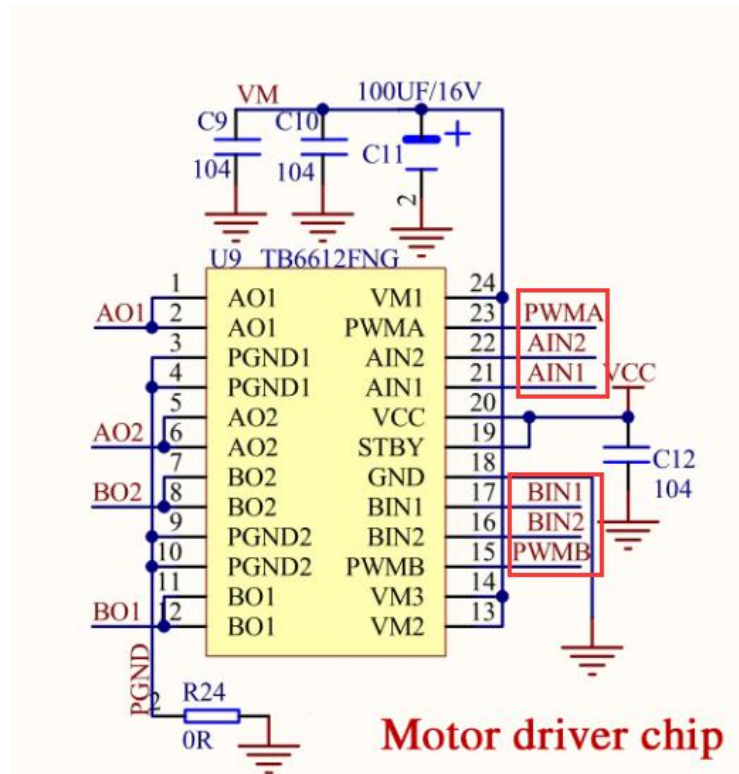 VM 100UF/16V
C9 C10
C11
104 104
2
U9 TB6612FNG
1 AO1 VM1 24
AO1 2 AO1 PWMA 23 PWMA
3 PGND1 AIN2 22 AIN2
4 PGND1 AIN1 21 AIN1 VCC
5 AO2 VCC 20
AO2 6 AO2 STBY 19
7 BO2 GND 18 C12
BO2 8 BO2 BIN1 17 BIN1 104
9 PGND2 BIN2 16 BIN2
10 PGND2 PWMB 15 PWMB
11 BO1 VM3 14
BO1 12 BO1 VM2 13
PGND
2 R24
0R
Motor driver chip